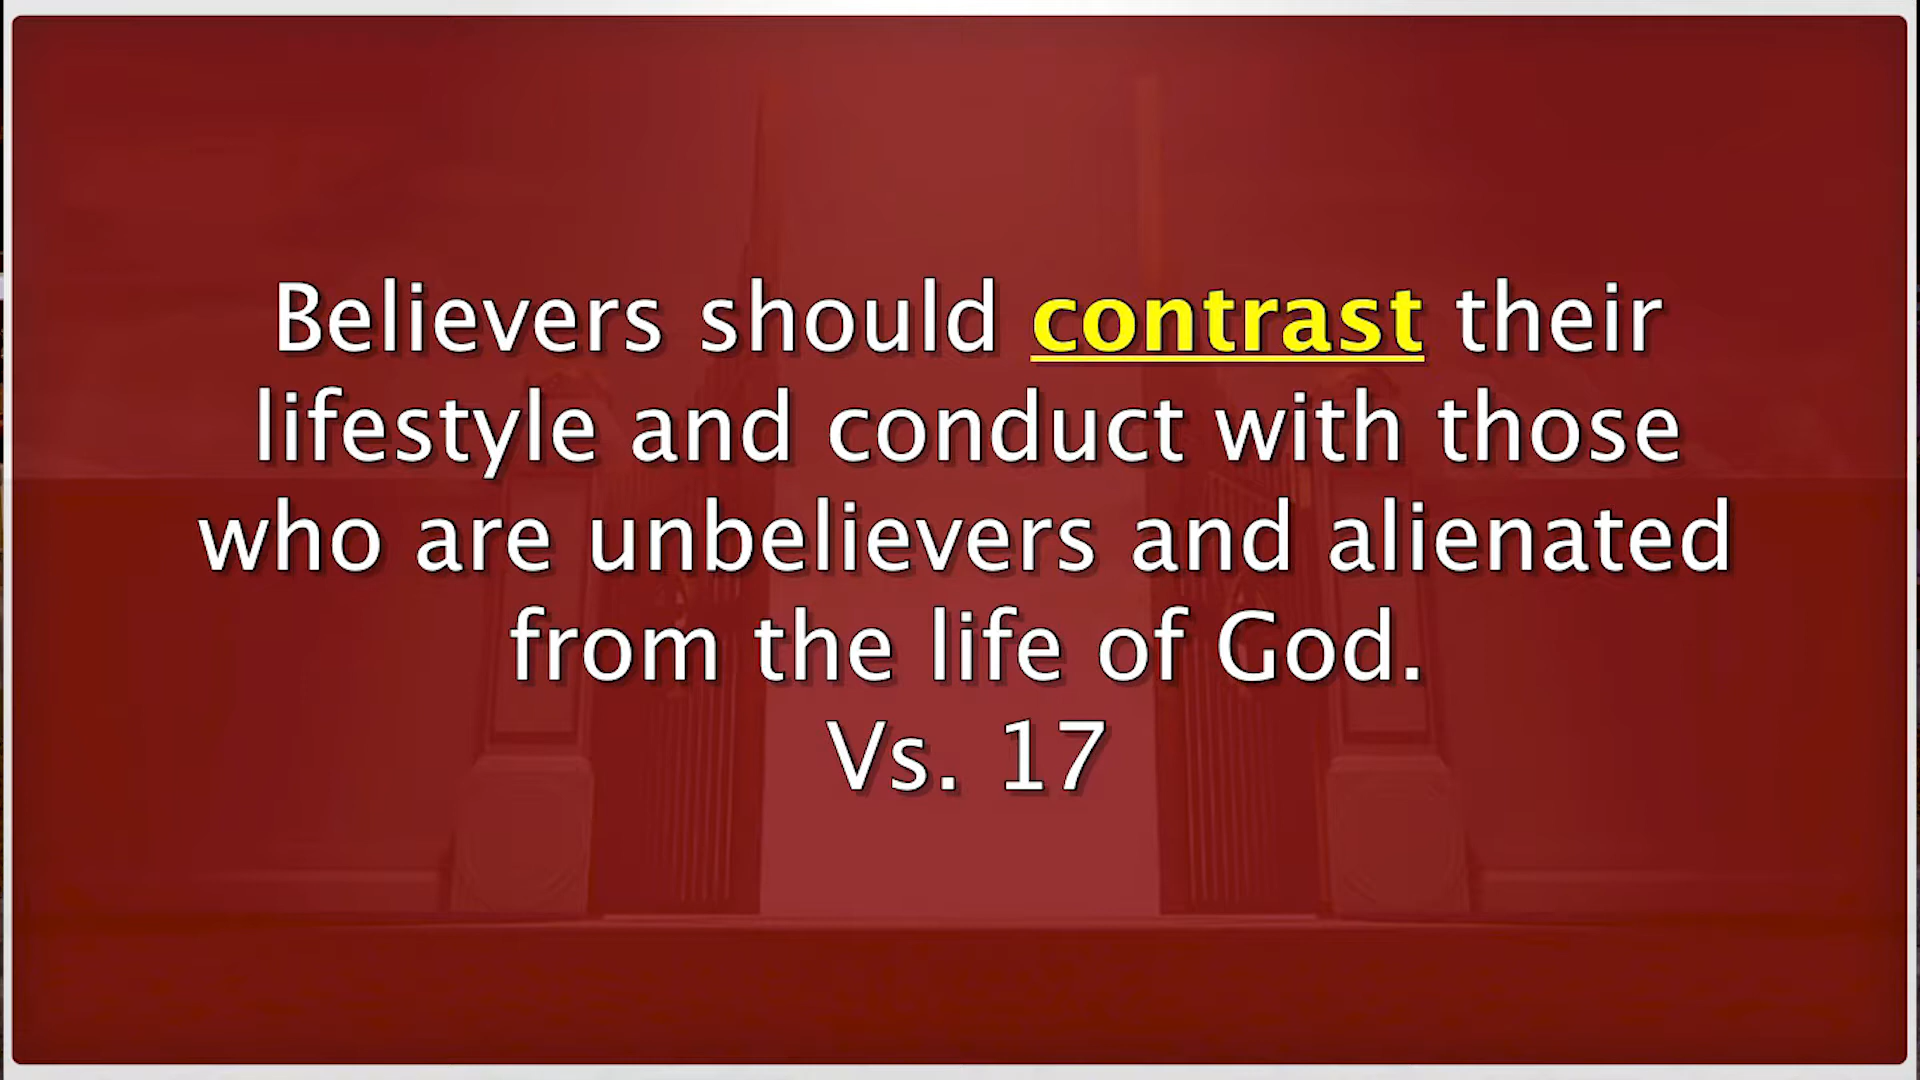 Believers should contrast their
lifestyle and conduct with those
who are unbelievers and alienated
from the life of God.
Vs. 17